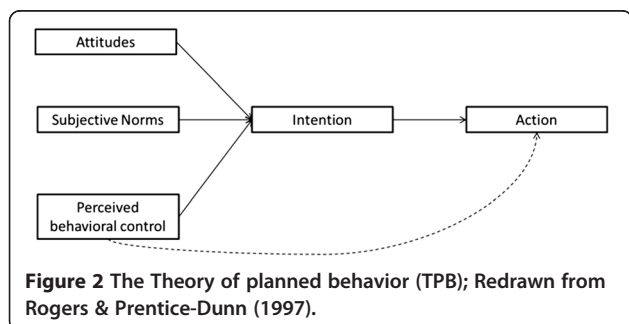 Attitudes
Subjective Norms
Intention
Action
Perceived
behavioral control
Figure 2 The Theory of planned behavior (TPB); Redrawn from
Rogers & Prentice-Dunn (1997).